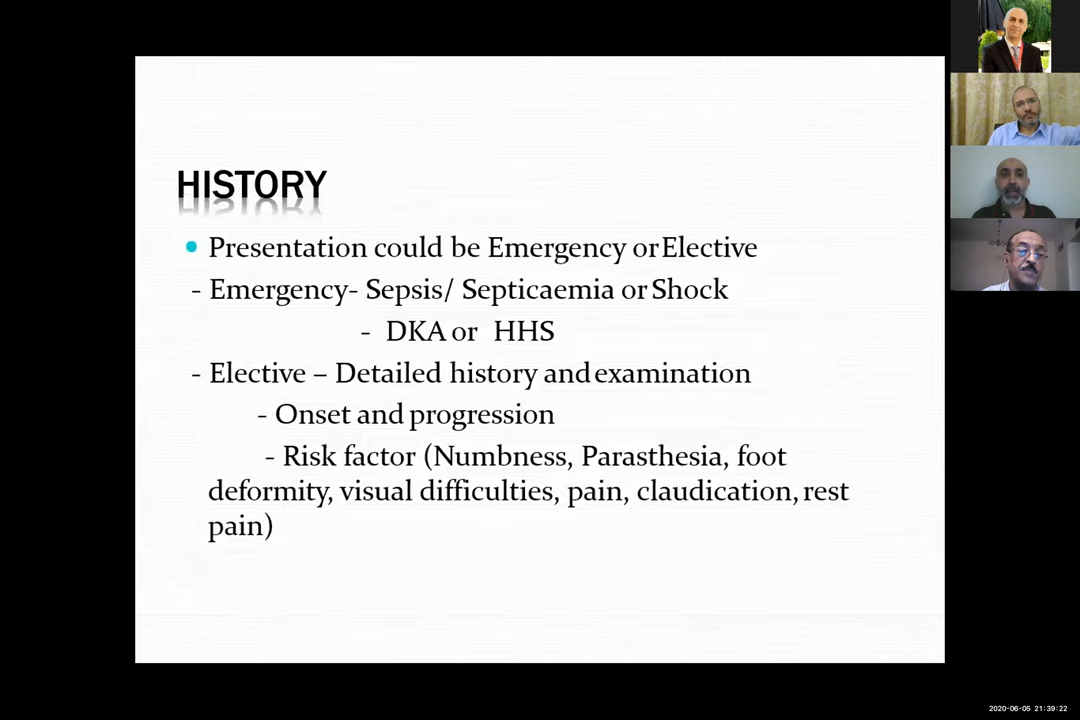 HISTORY
Presentation could be Emergency or Elective
- Emergency- Sepsis/ Septicaemia or Shock
- DKA or HHS
- Elective – Detailed history and examination
- Onset and progression
- Risk factor (Numbness, Parasthesia, foot
deformity, visual difficulties, pain, claudication, rest
pain)
2020-06-05 21:39:22